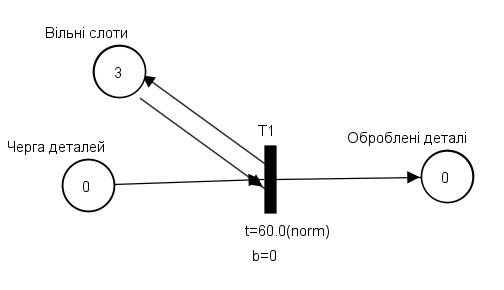 Вільні слоти
3
T1
Черга деталей
Оброблені деталі
0
0
t=60.0(norm)
b=0